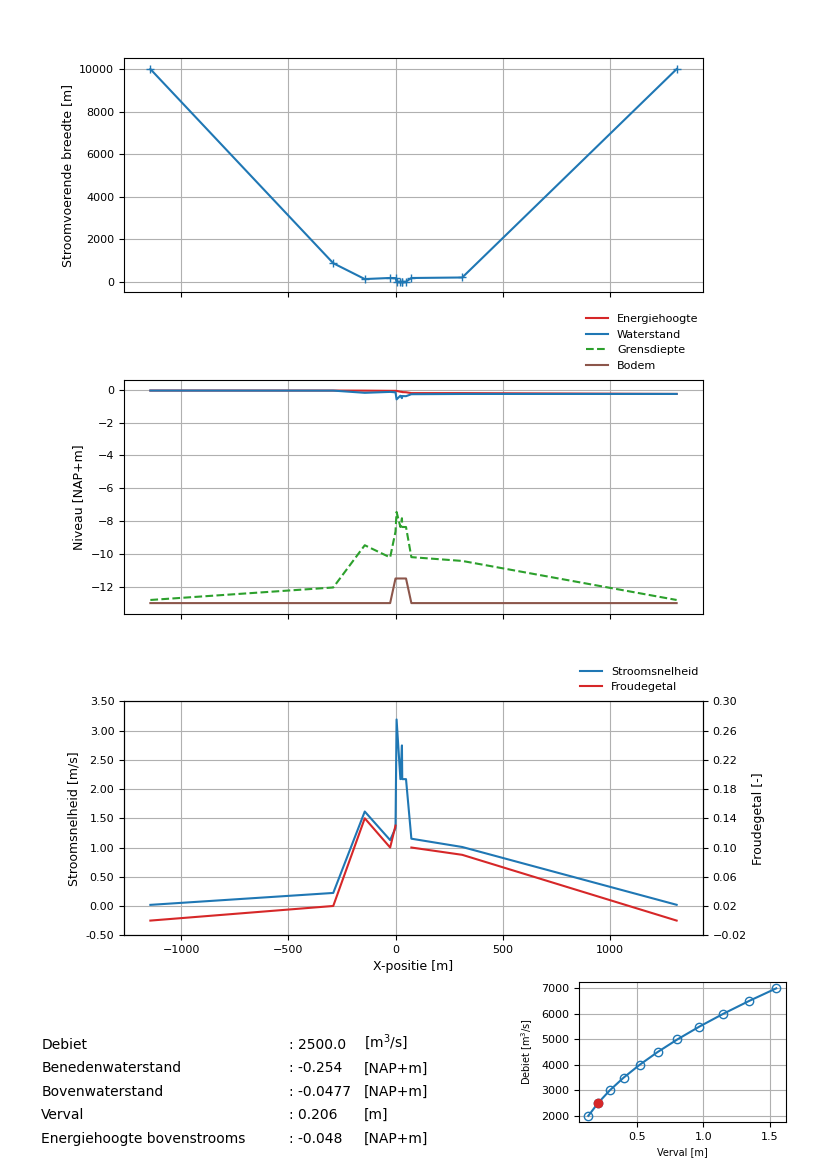 10000
8000
6000
4000
2000
0
Stroomvoerende breedte [m]
Energiehoogte
Waterstand
Grensdiepte
Bodem
0
−2
−4
−6
−8
−10
−12
Niveau [NAP+m]
Stroomsnelheid
Froudegetal
3.50
3.00
2.50
2.00
1.50
1.00
0.50
0.00
-0.50
Stroomsnelheid [m/s]
0.30
0.26
0.22
0.18
0.14
0.10
0.06
0.02
−0.02
Froudegetal [-]
−1000 −500 0 500 1000
X-positie [m]
7000
6000
5000
4000
3000
2000
Debiet [m³/s]
0.5 1.0 1.5
Verval [m]
Debiet : 2500.0 [m³/s]
Benedenwaterstand : -0.254 [NAP+m]
Bovenwaterstand : -0.0477 [NAP+m]
Verval : 0.206 [m]
Energiehoogte bovenstrooms : -0.048 [NAP+m]